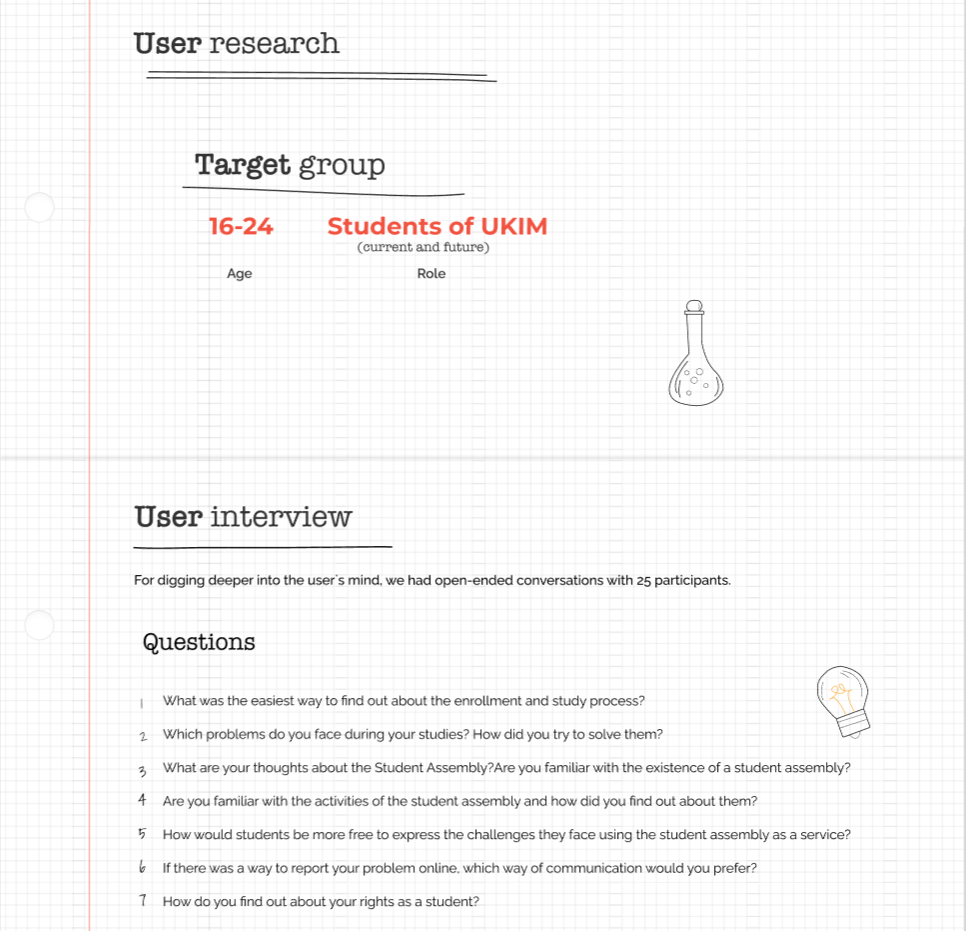 User research
Target group
16-24
Students of UKIM
(current and future)
Age
Role
User interview
For digging deeper into the user's mind, we had open-ended conversations with 25 participants.
Questions
1 What was the easiest way to find out about the enrollment and study process?
2 Which problems do you face during your studies? How did you try to solve them?
3 What are your thoughts about the Student Assembly?Are you familiar with the existence of a student assembly?
4 Are you familiar with the activities of the student assembly and how did you find out about them?
5 How would students be more free to express the challenges they face using the student assembly as a service?
6 If there was a way to report your problem online, which way of communication would you prefer?
7 How do you find out about your rights as a student?